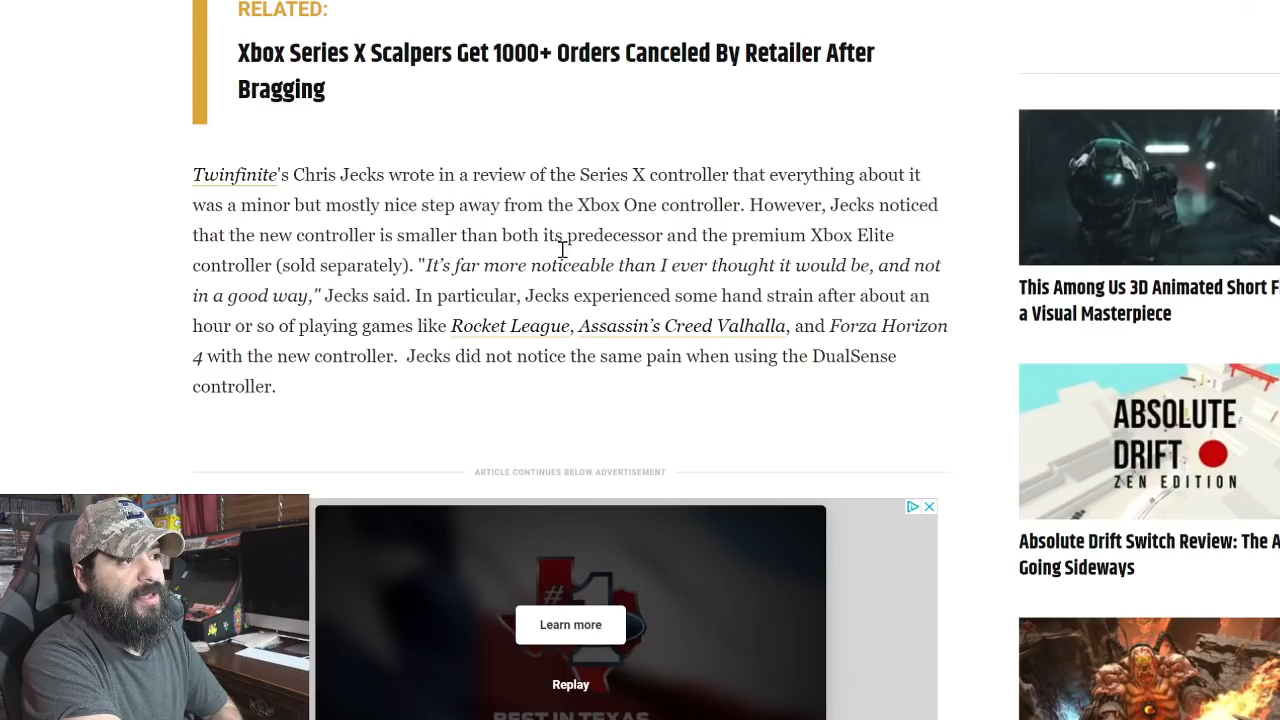 RELATED:
Xbox Series X Scalpers Get 1000+ Orders Canceled By Retailer After
Bragging
Twinfinite's Chris Jecks wrote in a review of the Series X controller that everything about it
was a minor but mostly nice step away from the Xbox One controller. However, Jecks noticed
that the new controller is smaller than both its predecessor and the premium Xbox Elite
controller (sold separately). "It's far more noticeable than I ever thought it would be, and not
in a good way," Jecks said. In particular, Jecks experienced some hand strain after about an
hour or so of playing games like Rocket League, Assassin's Creed Valhalla, and Forza Horizon
4 with the new controller.  Jecks did not notice the same pain when using the DualSense
controller.
ARTICLE CONTINUES BELOW ADVERTISEMENT
#1
Learn more
Replay
BEST IN TEXAS
This Among Us 3D Animated Short F
a Visual Masterpiece
ABSOLUTE
DRIFT
ZEN EDITION
Absolute Drift Switch Review: The A
Going Sideways